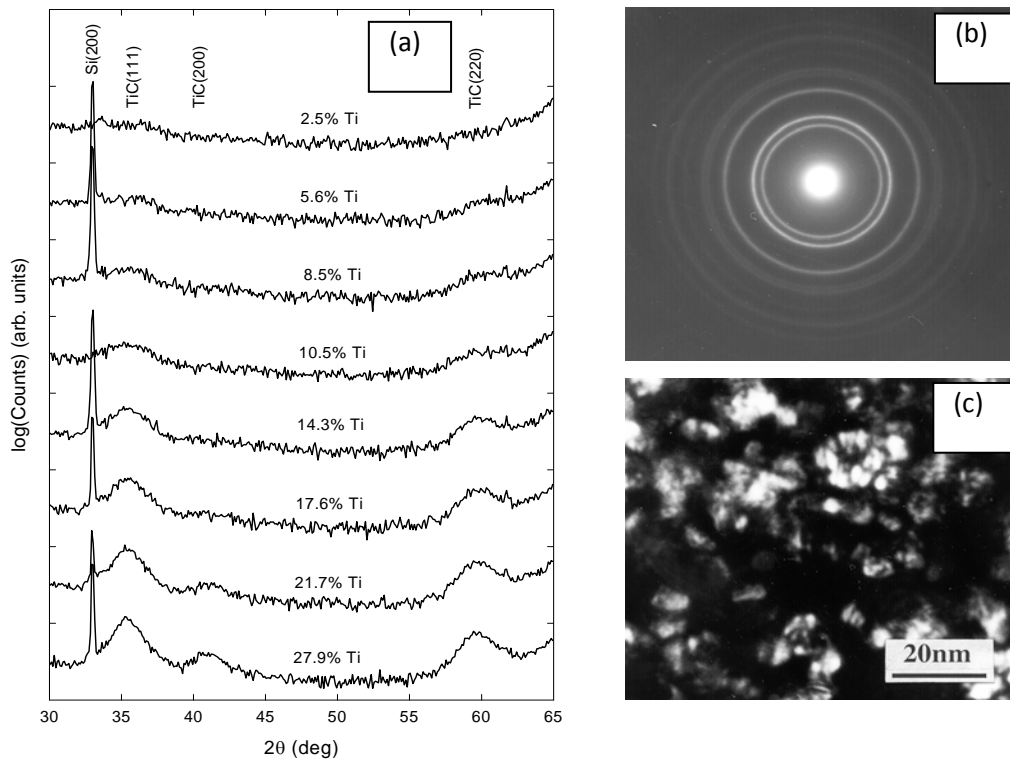 (a)
Si(200)
TiC(111)
TiC(200)
TiC(220)
2.5% Ti
5.6% Ti
8.5% Ti
10.5% Ti
14.3% Ti
17.6% Ti
21.7% Ti
27.9% Ti
log(Counts) (arb. units)
30 35 40 45 50 55 60 65
2θ (deg)
(b)
(c)
20nm